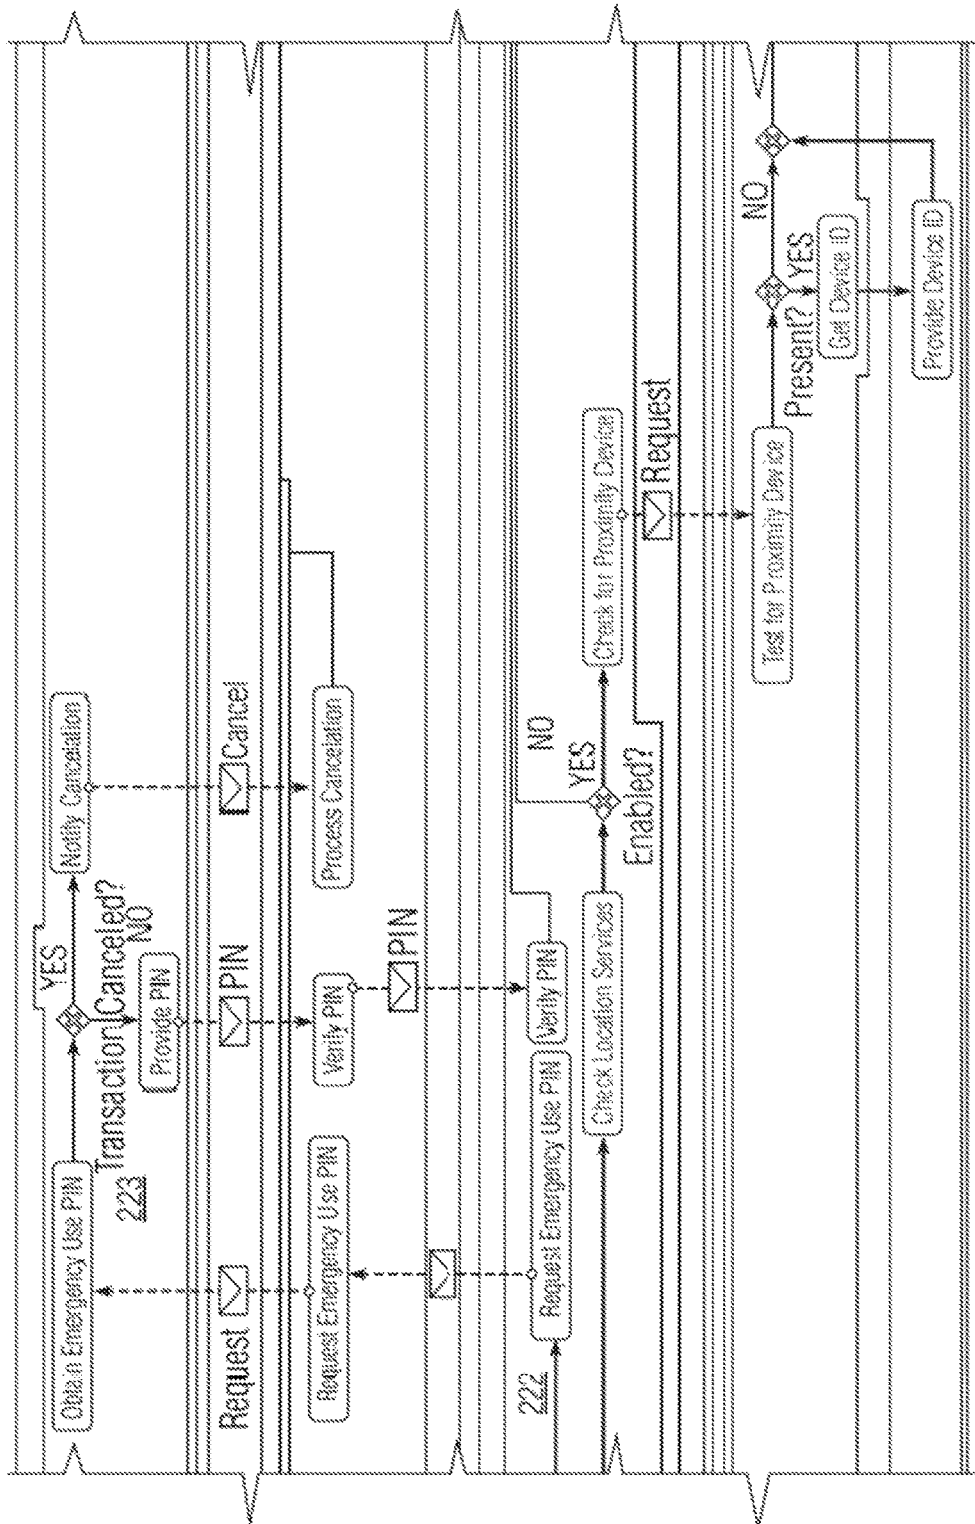 Obtain Emergency Use PIN
YES
Notify Cancelation
Transaction Canceled?
NO
223
Provide PIN
Request
PIN
Cancel
Request Emergency Use PIN
Verify PIN
Process Cancelation
PIN
222
Request Emergency Use PIN
Verify PIN
NO
Check Location Services
YES
Enabled?
Check for Proximity Device
Request
Test for Proximity Device
Present?
YES
NO
Get Device ID
Provide Device ID